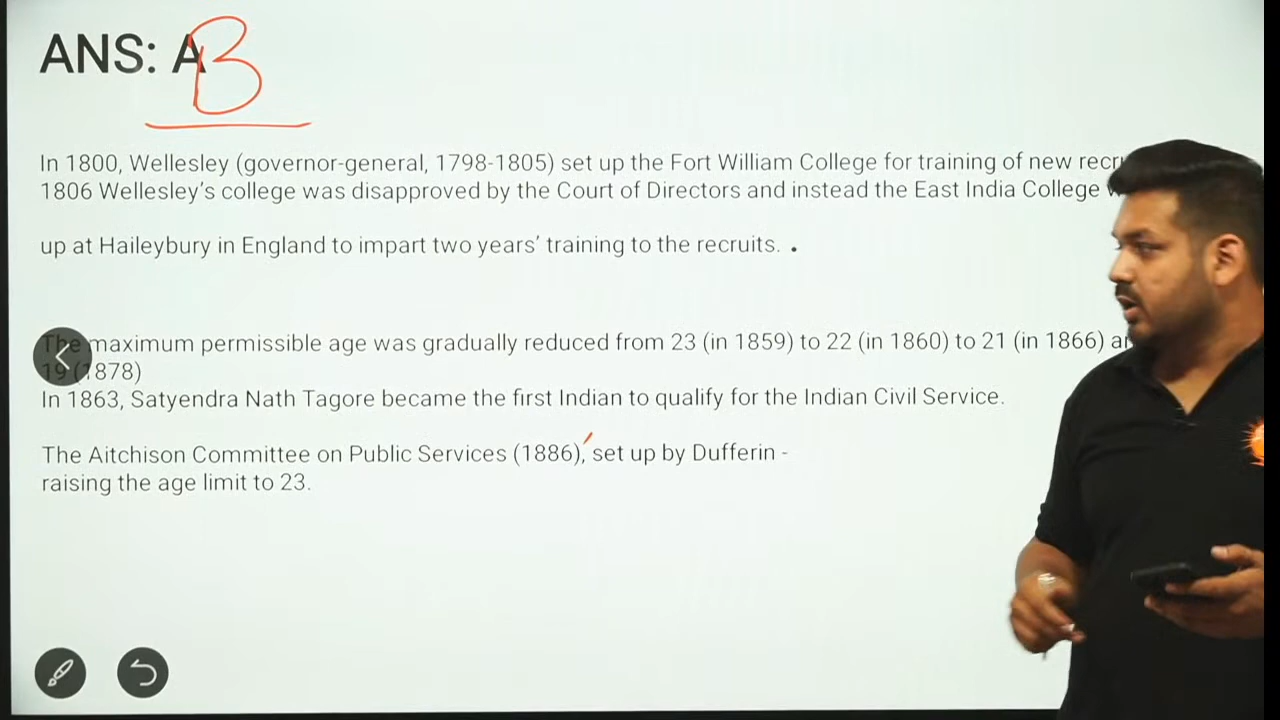 ANS: A B
In 1800, Wellesley (governor-general, 1798-1805) set up the Fort William College for training of new
1806 Wellesley's college was disapproved by the Court of Directors and instead the East India College
up at Haileybury in England to impart two years' training to the recruits. .
The maximum permissible age was gradually reduced from 23 (in 1859) to 22 (in 1860) to 21 (in 1866)
19 (1878)
In 1863, Satyendra Nath Tagore became the first Indian to qualify for the Indian Civil Service.
The Aitchison Committee on Public Services (1886), set up by Dufferin -
raising the age limit to 23.